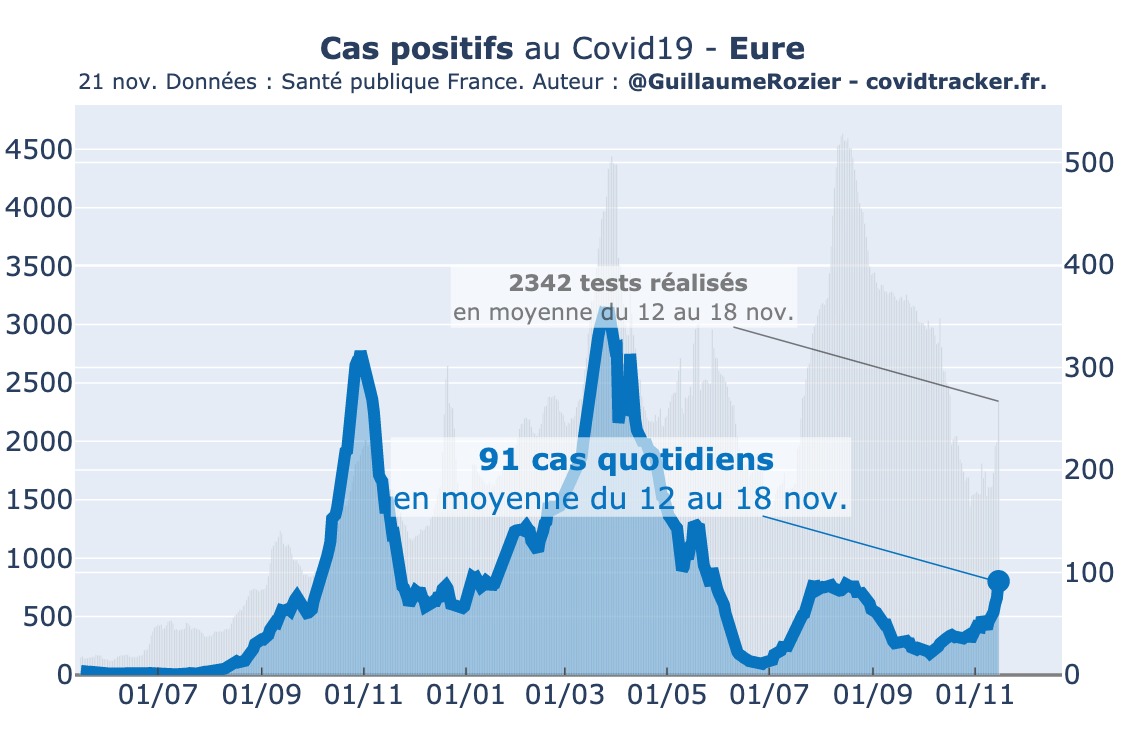 Cas positifs au Covid19 - Eure
21 nov. Données : Santé publique France. Auteur : @GuillaumeRozier - covidtracker.fr.
4500
4000
3500
3000
2500
2000
1500
1000
500
0
500
400
300
200
100
0
2342 tests réalisés
en moyenne du 12 au 18 nov.
91 cas quotidiens
en moyenne du 12 au 18 nov.
01/07 01/09 01/11 01/01 01/03 01/05 01/07 01/09 01/11